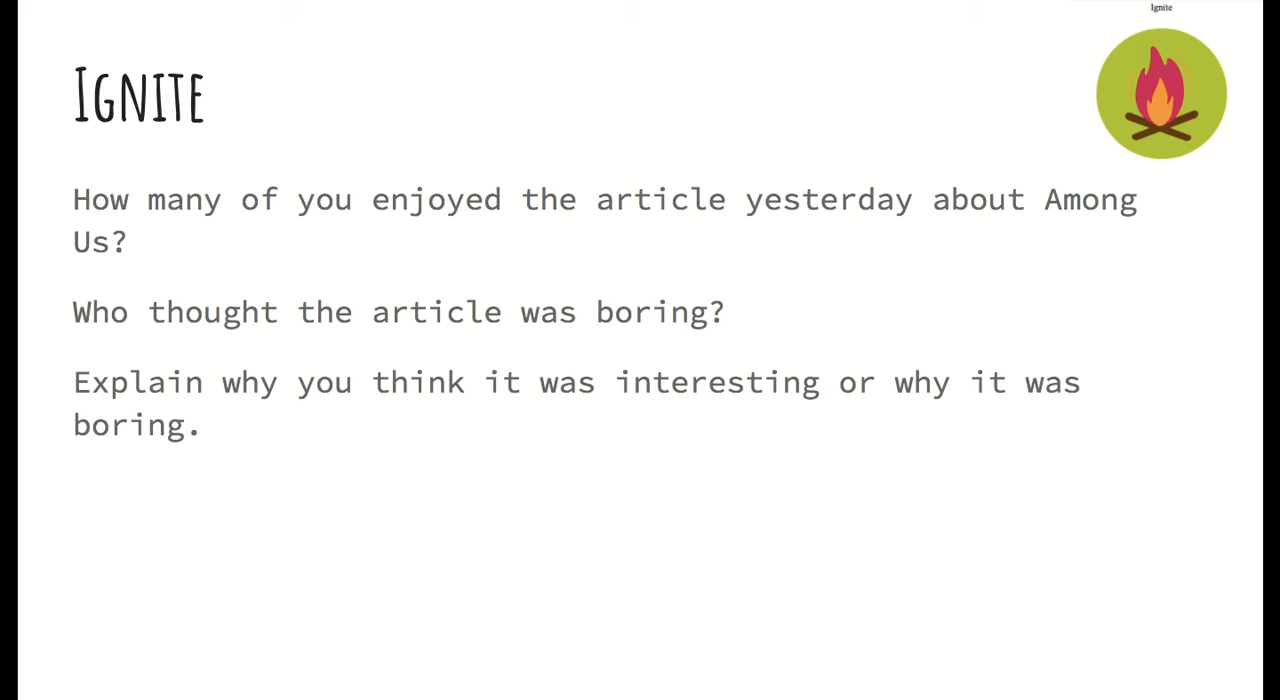 Ignite
Ignite
How many of you enjoyed the article yesterday about Among
Us?
Who thought the article was boring?
Explain why you think it was interesting or why it was
boring.